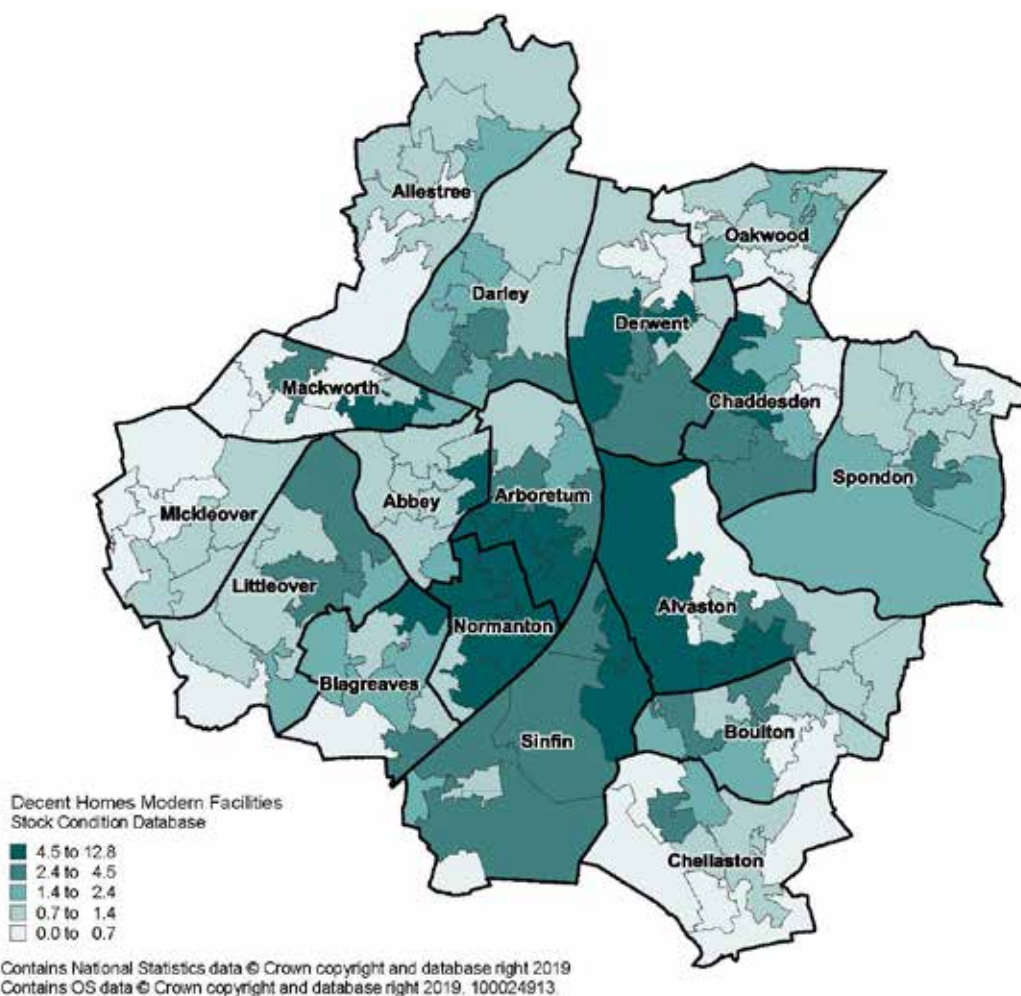 Allestree
Oakwood
Darley
Derwent
Mackworth
Chaddesden
Spondon
Abbey
Arboretum
Mickleover
Littleover
Alvaston
Normanton
Blagreaves
Boulton
Sinfin
Chellaston
Decent Homes Modern Facilities
Stock Condition Database
4.5 to 12.8
2.4 to 4.5
1.4 to 2.4
0.7 to 1.4
0.0 to 0.7
Contains National Statistics data © Crown copyright and database right 2019
Contains OS data © Crown copyright and database right 2019. 100024913.